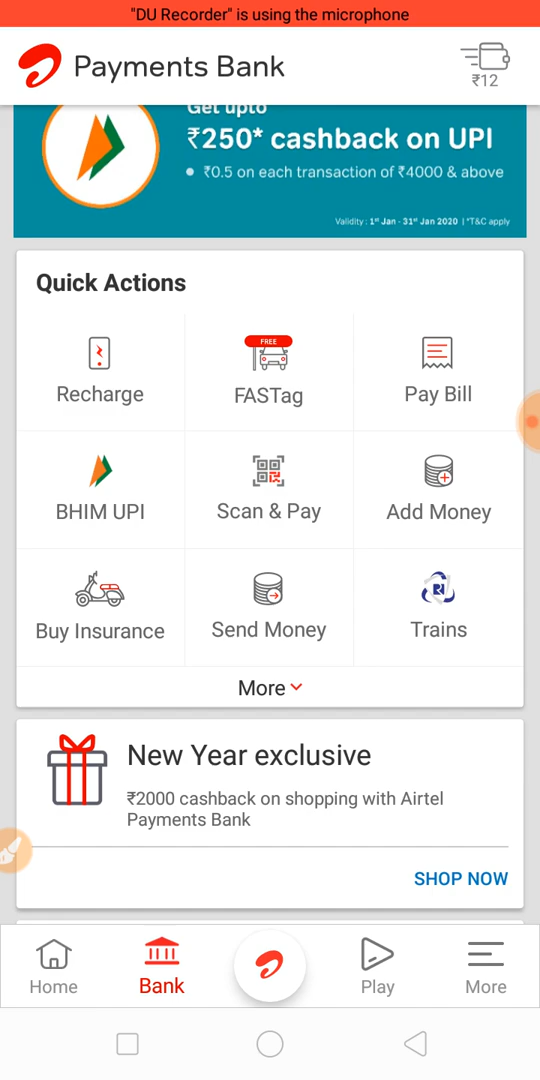 "DU Recorder" is using the microphone
Payments Bank
₹12
Get upto
₹250* cashback on UPI
₹0.5 on each transaction of ₹4000 & above
Validity : 1st Jan - 31st Jan 2020 | *T&C apply
Quick Actions
FREE
Recharge
FASTag
Pay Bill
BHIM UPI
Scan & Pay
Add Money
Buy Insurance
Send Money
Trains
More
New Year exclusive
₹2000 cashback on shopping with Airtel
Payments Bank
SHOP NOW
Home
Bank
Play
More